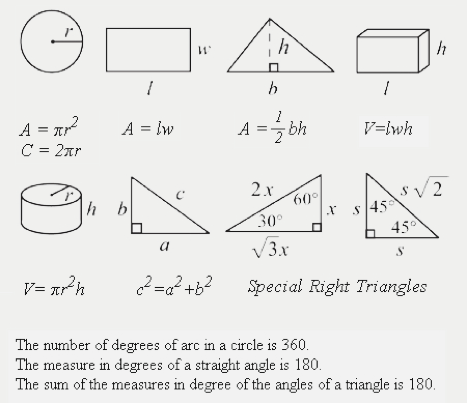 r
w
h
h
l
b
l
A = πr²
C = 2πr
A = lw
A = 1/2 bh
V=lwh
r
h
b
c
a
2x
60°
30°
x
√3x
s
45°
s√2
45°
s
V= πr²h
c²=a²+b²
Special Right Triangles
The number of degrees of arc in a circle is 360.
The measure in degrees of a straight angle is 180.
The sum of the measures in degree of the angles of a triangle is 180.